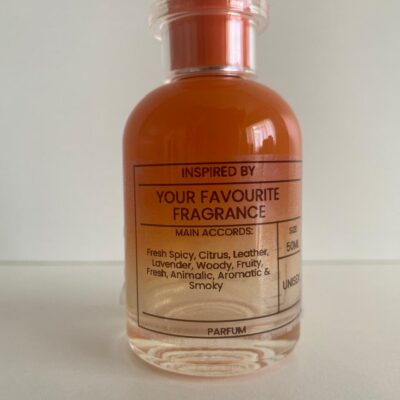 INSPIRED BY
YOUR FAVOURITE
FRAGRANCE
MAIN ACCORDS:
Fresh Spicy, Citrus, Leather,
Lavender, Woody, Fruity,
Fresh, Animalic, Aromatic &
Smoky
SIZE
50ML
UNISEX
PARFUM